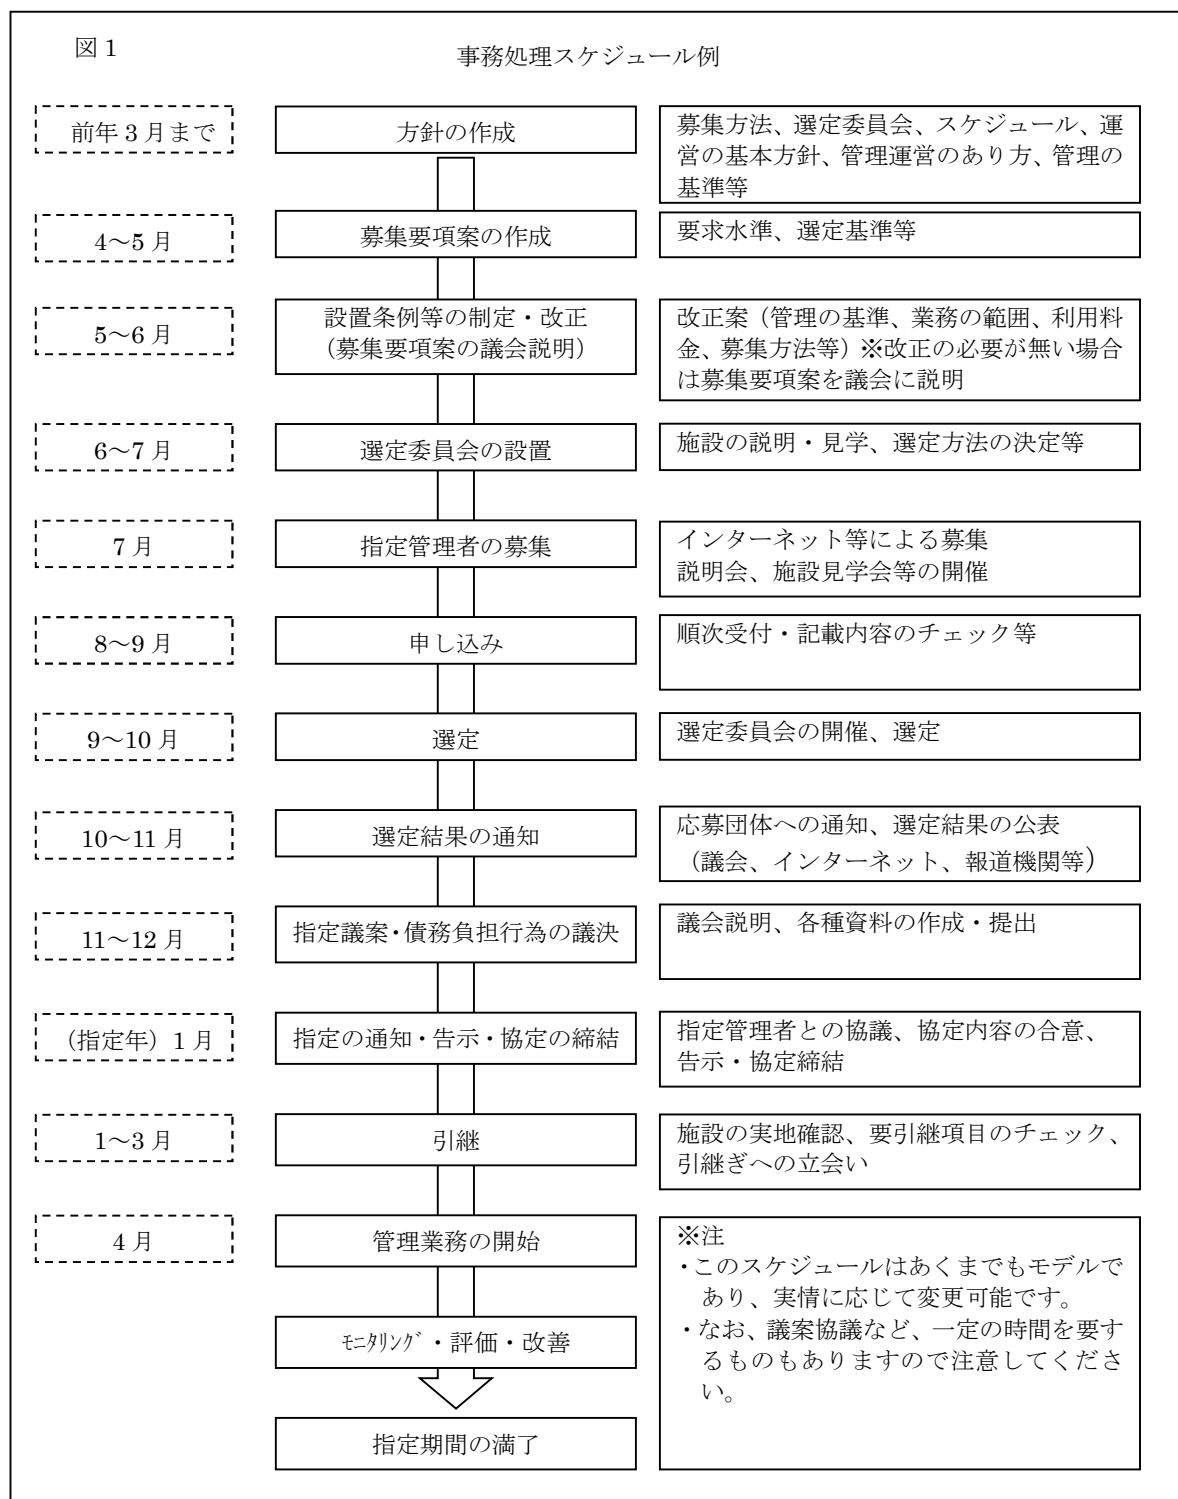 図1
事務処理スケジュール例
前年3月まで
方針の作成
募集方法、選定委員会、スケジュール、運
営の基本方針、管理運営のあり方、管理の
基準等
4~5月
募集要項案の作成
要求水準、選定基準等
5~6月
設置条例等の制定・改正
(募集要項案の議会説明)
改正案(管理の基準、業務の範囲、利用料
金、募集方法等)※改正の必要が無い場合
は募集要項案を議会に説明
6~7月
選定委員会の設置
施設の説明・見学、選定方法の決定等
7月
指定管理者の募集
インターネット等による募集
説明会、施設見学会等の開催
8~9月
申し込み
順次受付・記載内容のチェック等
9~10月
選定
選定委員会の開催、選定
10~11月
選定結果の通知
応募団体への通知、選定結果の公表
(議会、インターネット、報道機関等)
11~12月
指定議案・債務負担行為の議決
議会説明、各種資料の作成・提出
(指定年)1月
指定の通知・告示・協定の締結
指定管理者との協議、協定内容の合意、
告示・協定締結
1~3月
引継
施設の実地確認、要引継項目のチェック、
引継ぎへの立会い
4月
管理業務の開始
モニタリング・評価・改善
指定期間の満了
※注
・このスケジュールはあくまでもモデルで
あり、実情に応じて変更可能です。
・なお、議案協議など、一定の時間を要す
るものもありますので注意してくださ
い。